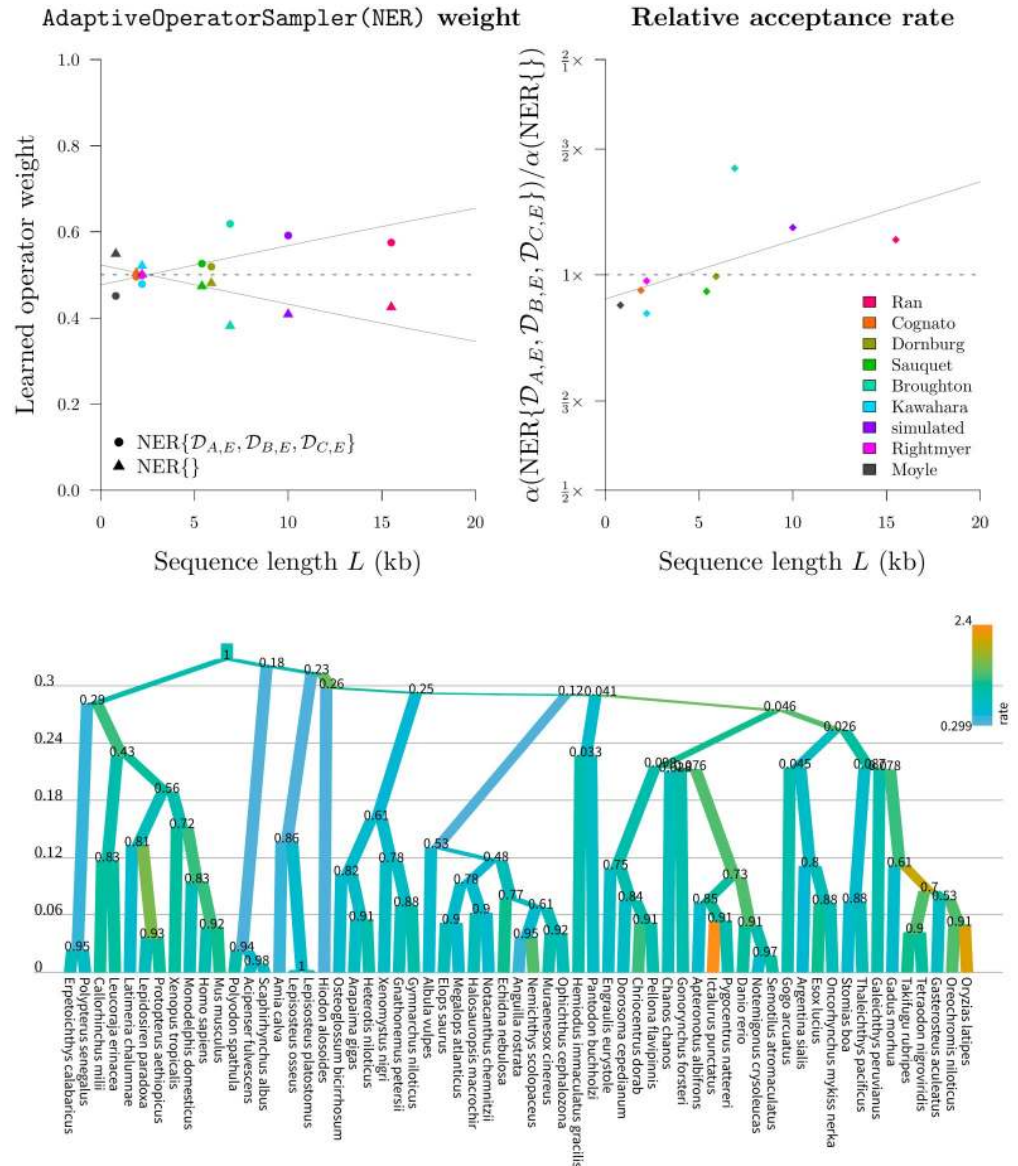 AdaptiveOperatorSampler(NER) weight
Learned operator weight
1.0
0.8
0.6
0.4
0.2
0.0
NER{𝒟A,E, 𝒟B,E, 𝒟C,E}
NER{}
0 5 10 15 20
Sequence length L (kb)
Relative acceptance rate
α(NER{𝒟A,E, 𝒟B,E, 𝒟C,E})/α(NER{})
2/1×
3/2×
1×
2/3×
1/2×
Ran
Cognato
Dornburg
Sauquet
Broughton
Kawahara
simulated
Rightmyer
Moyle
0 5 10 15 20
Sequence length L (kb)
2.4
rate
0.299
1 0.18 0.23
0.3 0.29 0.26 0.25 0.12 0.041 0.046
0.24 0.43 0.033 0.026
0.045 0.087 0.078
0.18 0.56 0.72 0.61
0.12 0.83 0.81 0.83 0.86 0.82 0.78 0.53 0.48 0.78 0.75 0.73 0.8 0.61
0.06 0.92 0.91 0.88 0.9 0.9 0.77 0.61 0.84 0.91 0.85 0.91 0.91 0.88 0.88 0.7 0.53
0.95 0.93 0.94 0.98 0.95 0.92 0.97 0.9 0.91
0 1
Erpetoichthys calabaricus
Polypterus senegalus
Callorhinchus milii
Leucoraja erinacea
Latimeria chalumnae
Lepidosiren paradoxa
Protopterus aethiopicus
Xenopus tropicalis
Monodelphis domesticus
Homo sapiens
Mus musculus
Polyodon spathula
Acipenser fulvescens
Scaphirhynchus albus
Amia calva
Lepisosteus osseus
Lepisosteus platostomus
Hiodon alosoides
Osteoglossum bicirrhosum
Arapaima gigas
Heterotis niloticus
Xenomystus nigri
Gnathonemus petersii
Gymnarchus niloticus
Albula vulpes
Elops saurus
Megalops atlanticus
Halosauropsis macrochir
Notacanthus chemnitzii
Echidna nebulosa
Anguilla rostrata
Nemichthys scolopaceus
Muraenesox cinereus
Ophichthus cephalozona
Hemiodus immaculatus gracilis
Pantodon buchholzi
Engraulis eurystole
Dorosoma cepedianum
Chriocentrus dorab
Pellona flavipinnis
Chanos chanos
Gonorynchus forsteri
Apteronotus albifrons
Ictalurus punctatus
Pygocentrus nattereri
Danio rerio
Notemigonus crysoleucas
Semotilus atromaculatus
Gogo arcuatus
Argentina sialis
Esox lucius
Oncorhynchus mykiss nerka
Stomias boa
Thaleichthys pacificus
Galeichthys peruvianus
Gadus morhua
Takifugu rubripes
Tetraodon nigroviridis
Gasterosteus aculeatus
Oreochromis niloticus
Oryzias latipes